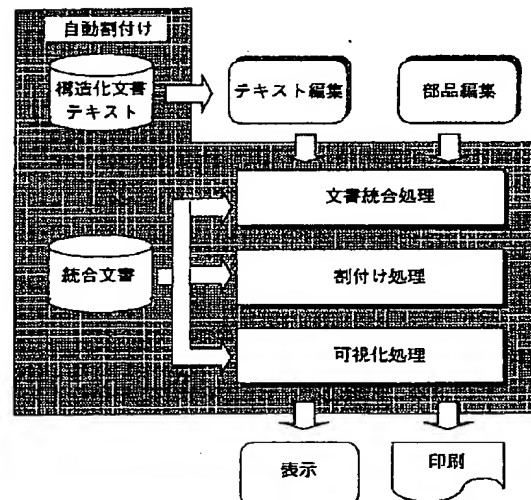 自動割付け
構造化文書
テキスト
テキスト編集
部品編集
文書統合処理
統合文書
割付け処理
可視化処理
表示
印刷